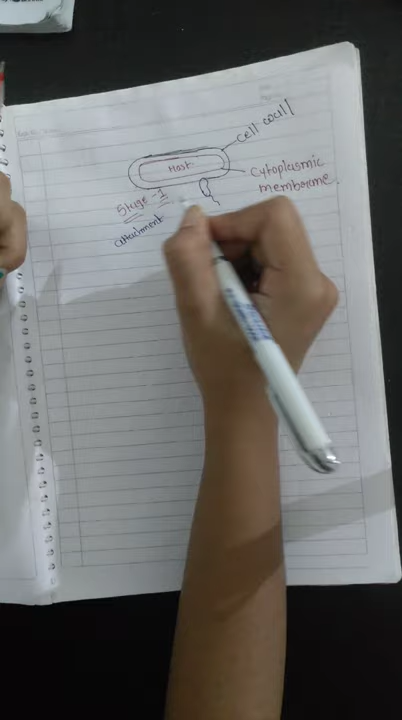 cell wall
Host
Cytoplasmic
membrane.
Stage -1
attachment